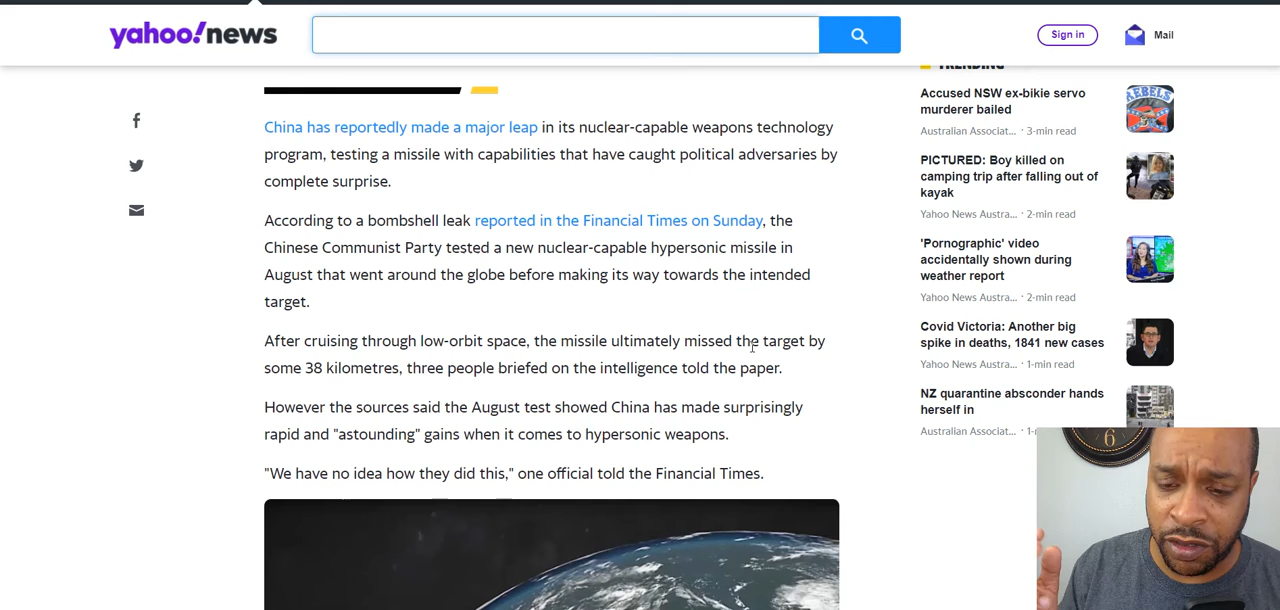 yahoo!news
Sign in
Mail
TRENDING
China has reportedly made a major leap in its nuclear-capable weapons technology
program, testing a missile with capabilities that have caught political adversaries by
complete surprise.
According to a bombshell leak reported in the Financial Times on Sunday, the
Chinese Communist Party tested a new nuclear-capable hypersonic missile in
August that went around the globe before making its way towards the intended
target.
After cruising through low-orbit space, the missile ultimately missed the target by
some 38 kilometres, three people briefed on the intelligence told the paper.
However the sources said the August test showed China has made surprisingly
rapid and "astounding" gains when it comes to hypersonic weapons.
"We have no idea how they did this," one official told the Financial Times.
Accused NSW ex-bikie servo
murderer bailed
Australian Associat... · 3-min read
REBELS
PICTURED: Boy killed on
camping trip after falling out of
kayak
Yahoo News Austra... · 2-min read
'Pornographic' video
accidentally shown during
weather report
Yahoo News Austra... · 2-min read
Covid Victoria: Another big
spike in deaths, 1841 new cases
Yahoo News Austra... · 1-min read
NZ quarantine absconder hands
herself in
Australian Associat... · 1-
6